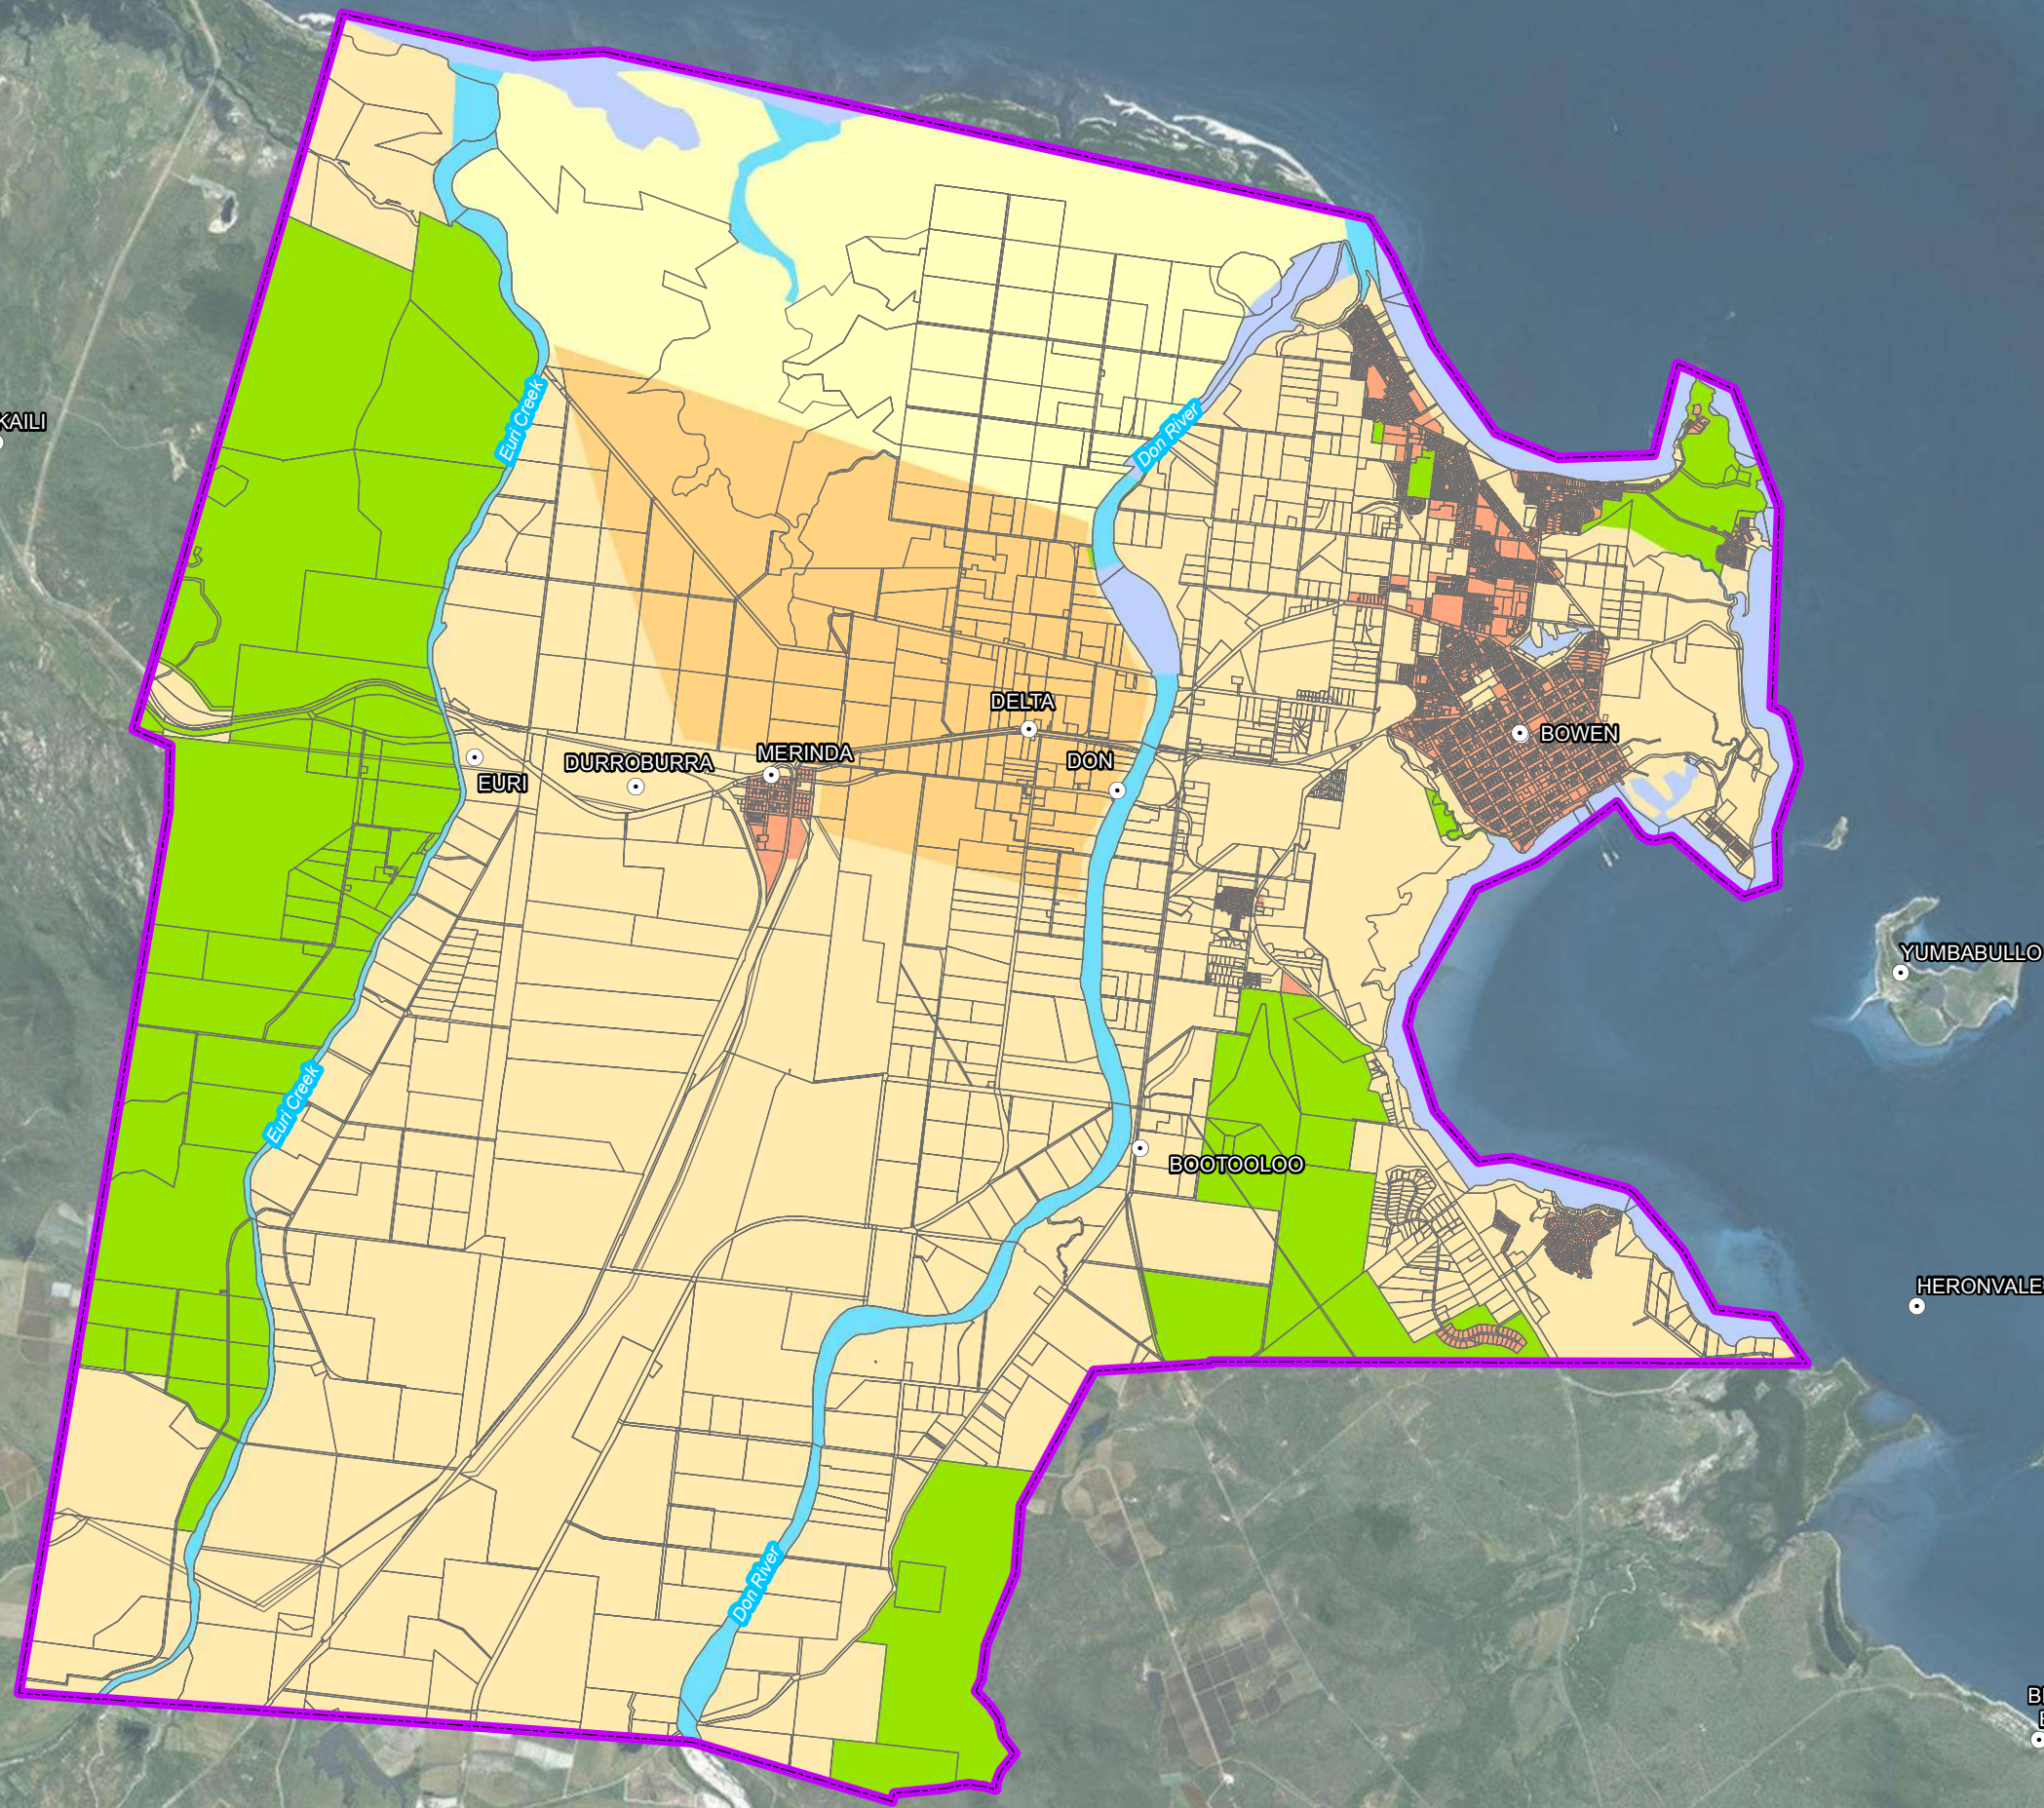 KAILI
Euri Creek
Don River
DELTA
DURROBURRA
MERINDA
DON
BOWEN
EURI
YUMBABULLO
Euri Creek
BOOTOOLOO
HERONVALE
Don River